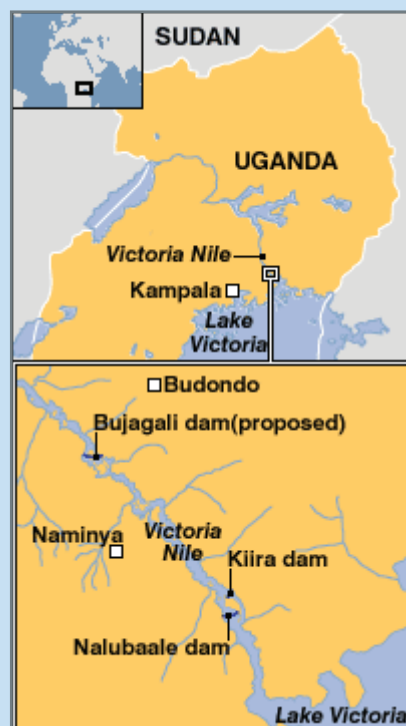 SUDAN
UGANDA
Victoria Nile
Kampala
Lake
Victoria
Budondo
Bujagali dam(proposed)
Naminya
Victoria
Nile
Kiira dam
Nalubaale dam
Lake Victoria